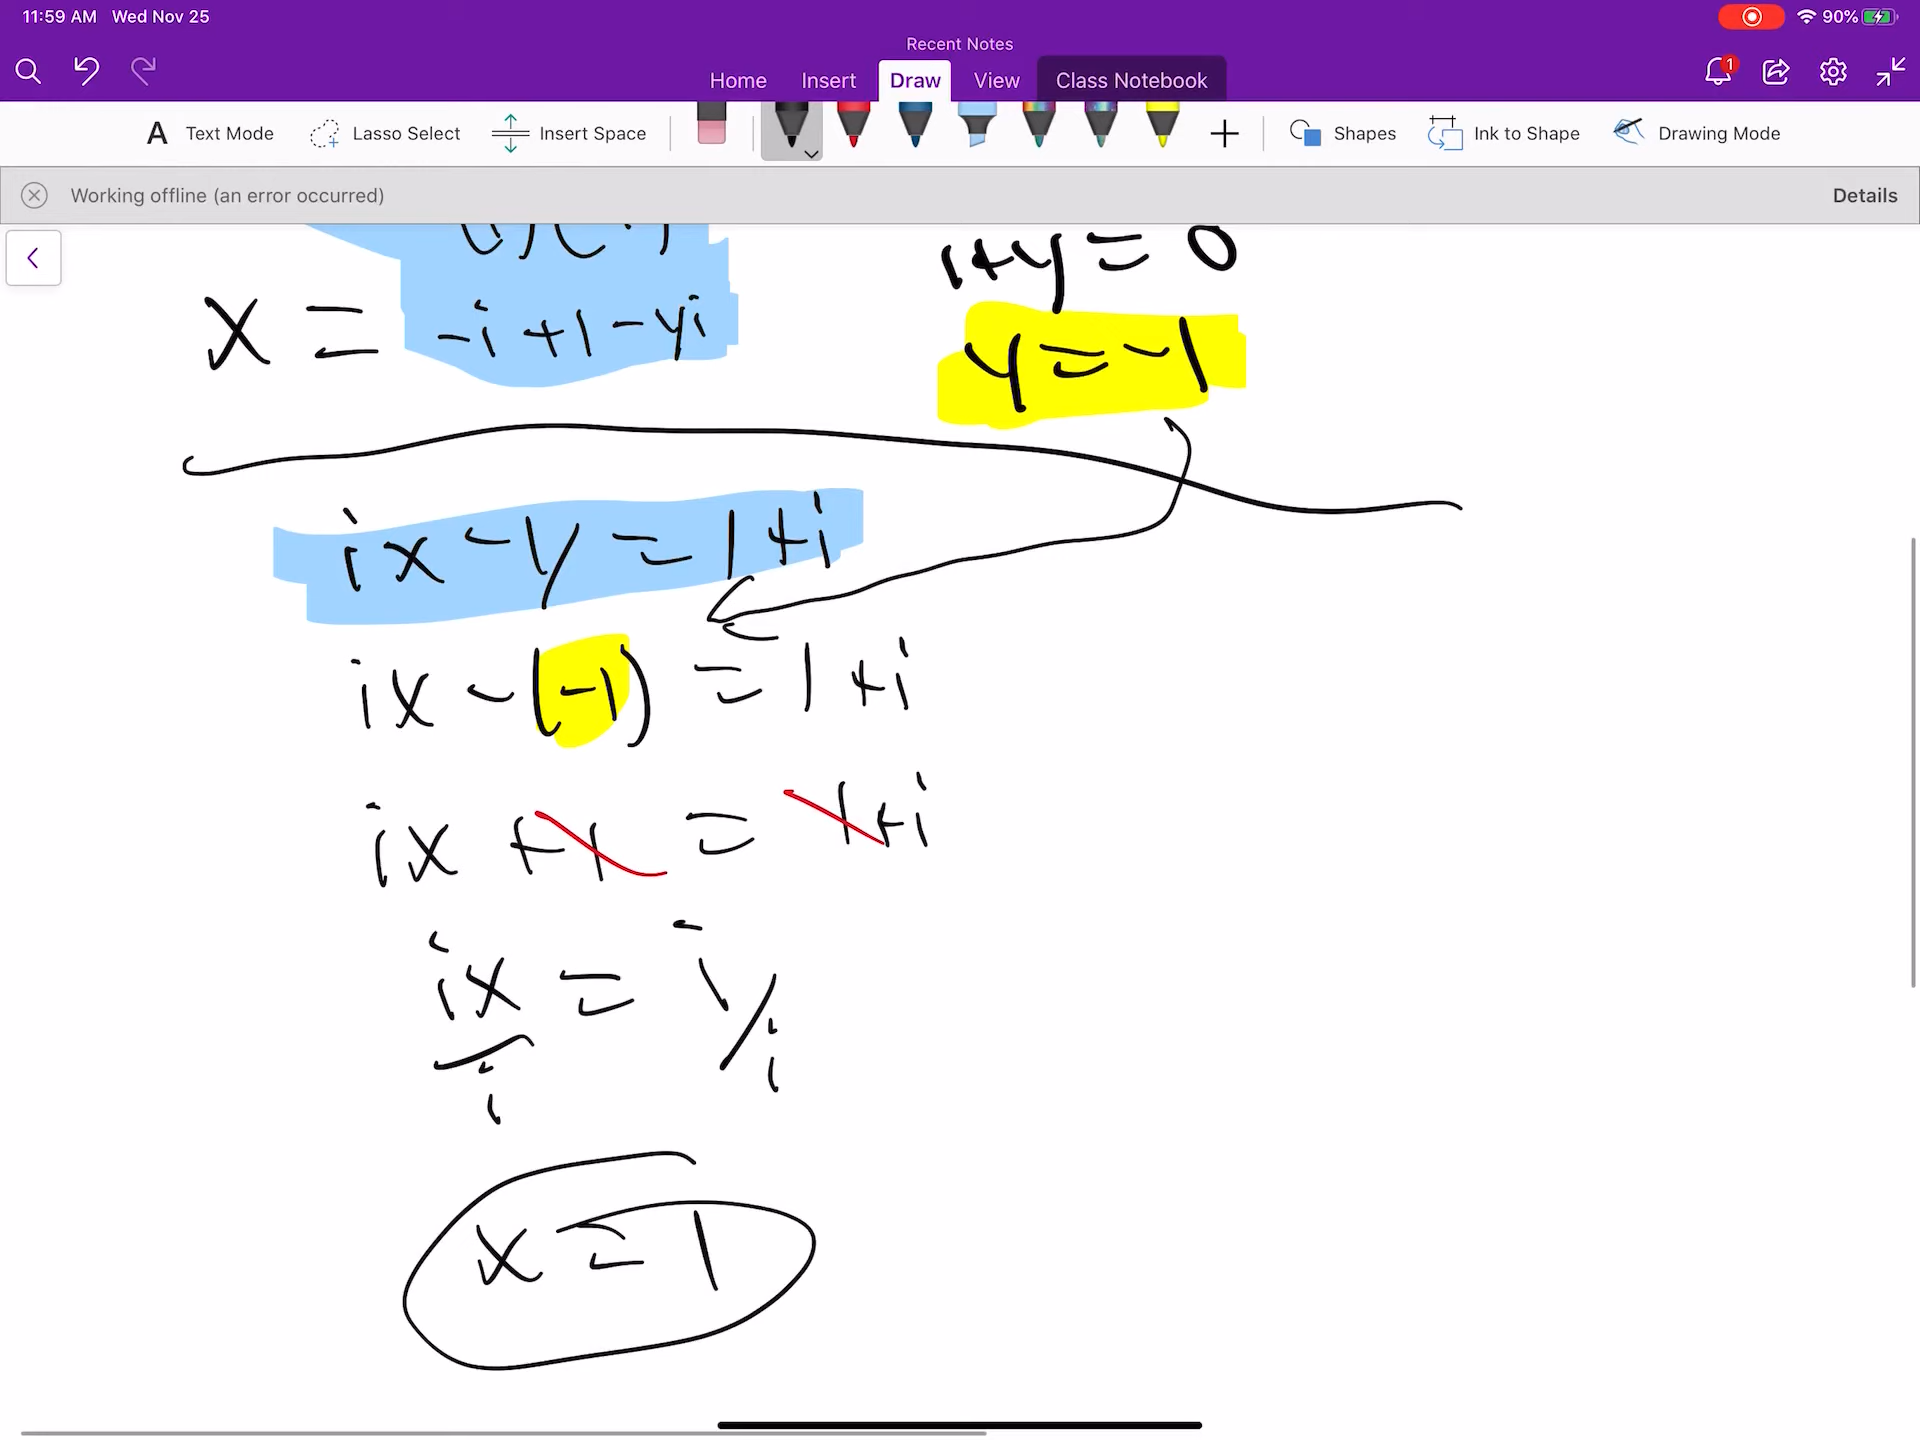 11:59 AM Wed Nov 25
90%
Recent Notes
Home Insert Draw View Class Notebook
1
A Text Mode Lasso Select Insert Space Shapes Ink to Shape Drawing Mode
Working offline (an error occurred) Details
1+y = 0
x = -i+1-yi
y = -1
ix - y = 1+i
ix - (-1) = 1+i
ix + 1 = 1+i
ix = i/i
i
x = 1